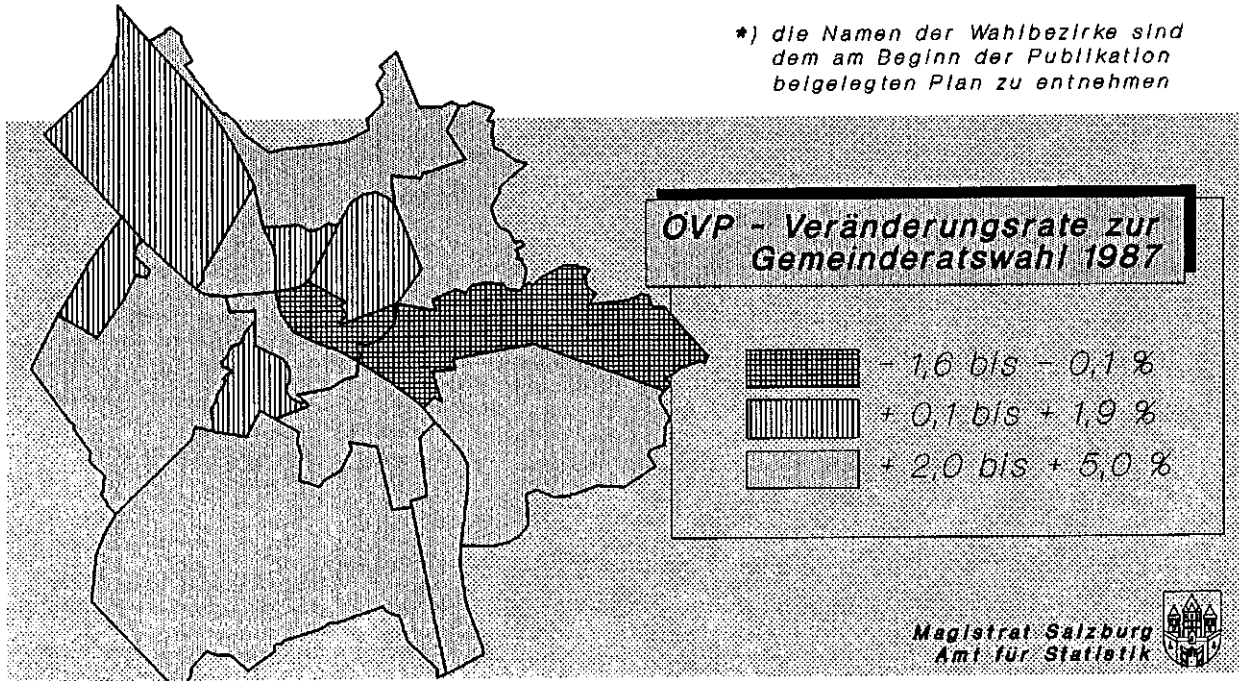 *) die Namen der Wahlbezirke sind
dem am Beginn der Publikation
beigelegten Plan zu entnehmen
ÖVP - Veränderungsrate zur
Gemeinderatswahl 1987
- 1,6 bis - 0,1 %
+ 0,1 bis + 1,9 %
+ 2,0 bis + 5,0 %
Magistrat Salzburg
Amt für Statistik